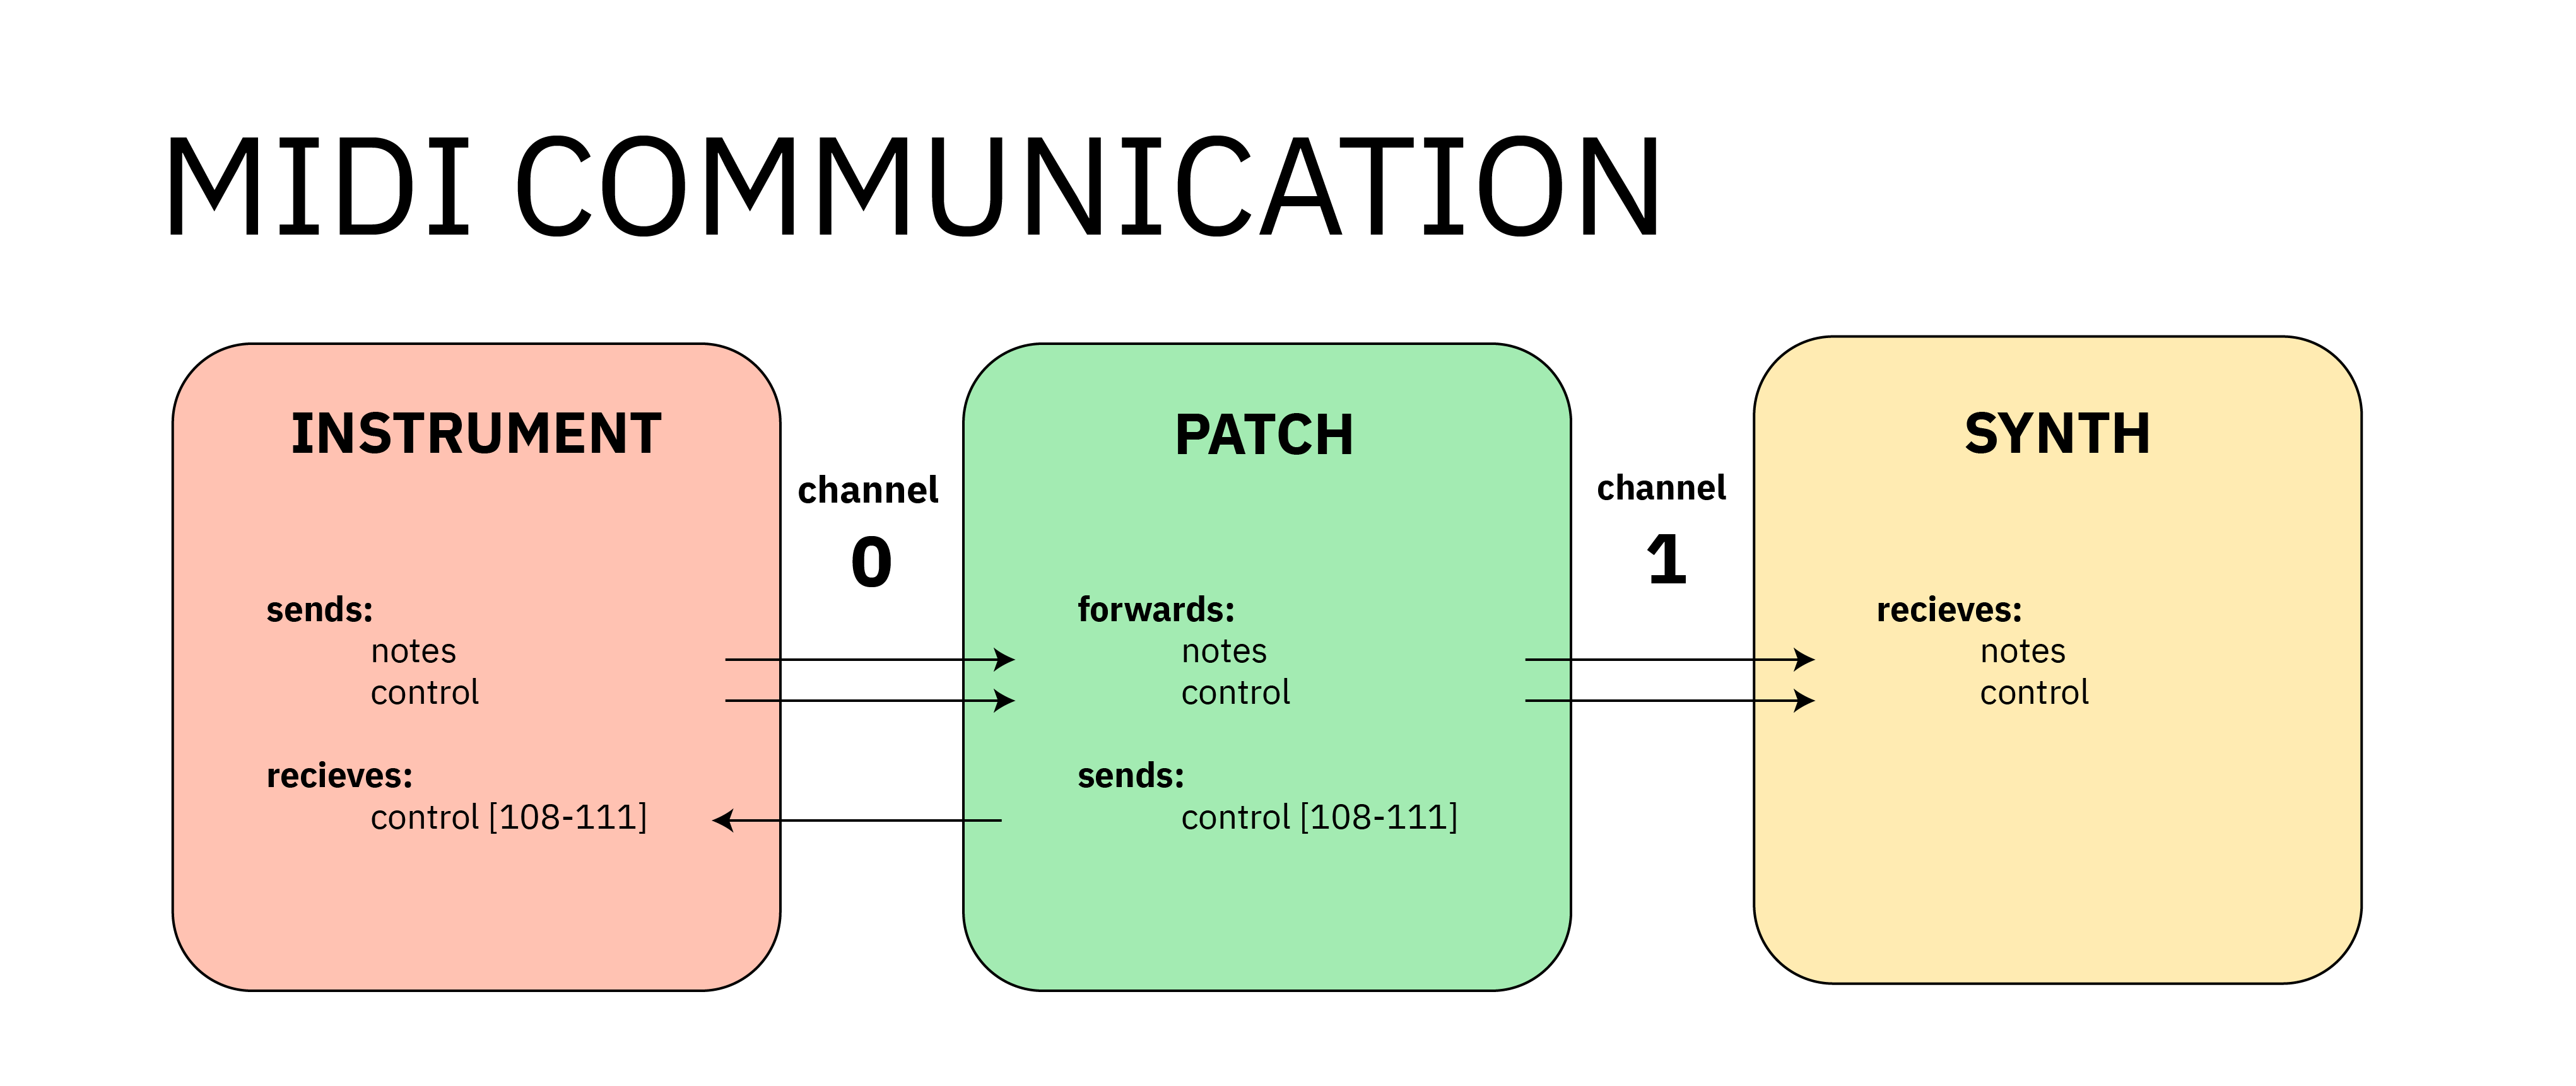 MIDI COMMUNICATION
INSTRUMENT
sends:
notes
control
recieves:
control [108-111]
channel
0
PATCH
forwards:
notes
control
sends:
control [108-111]
channel
1
SYNTH
recieves:
notes
control